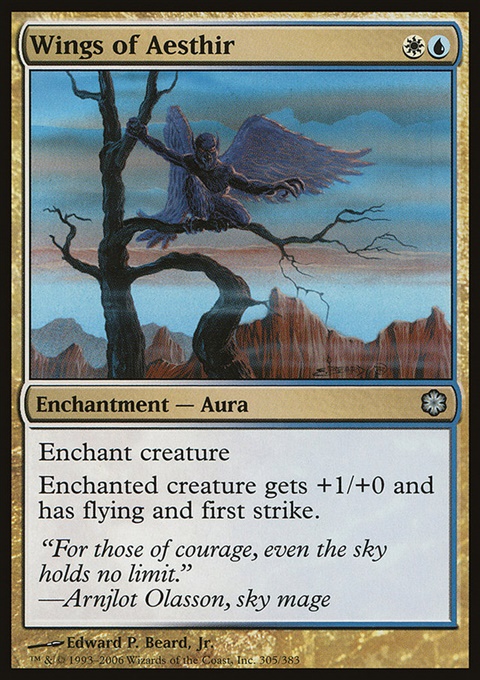 Wings of Aesthir
Enchantment — Aura
Enchant creature
Enchanted creature gets +1/+0 and
has flying and first strike.
“For those of courage, even the sky
holds no limit.”
—Arnjlot Olasson, sky mage
Edward P. Beard, Jr.
™ & © 1993–2006 Wizards of the Coast, Inc. 305/383